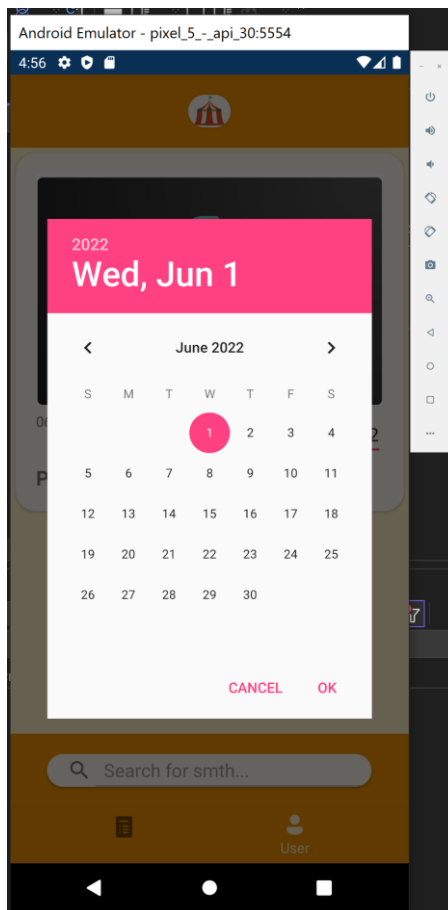 Android Emulator - pixel_5_-_api_30:5554
4:56
2022
Wed, Jun 1
June 2022
S M T W T F S
1 2 3 4
5 6 7 8 9 10 11
12 13 14 15 16 17 18
19 20 21 22 23 24 25
26 27 28 29 30
CANCEL OK
Search for smth...
User